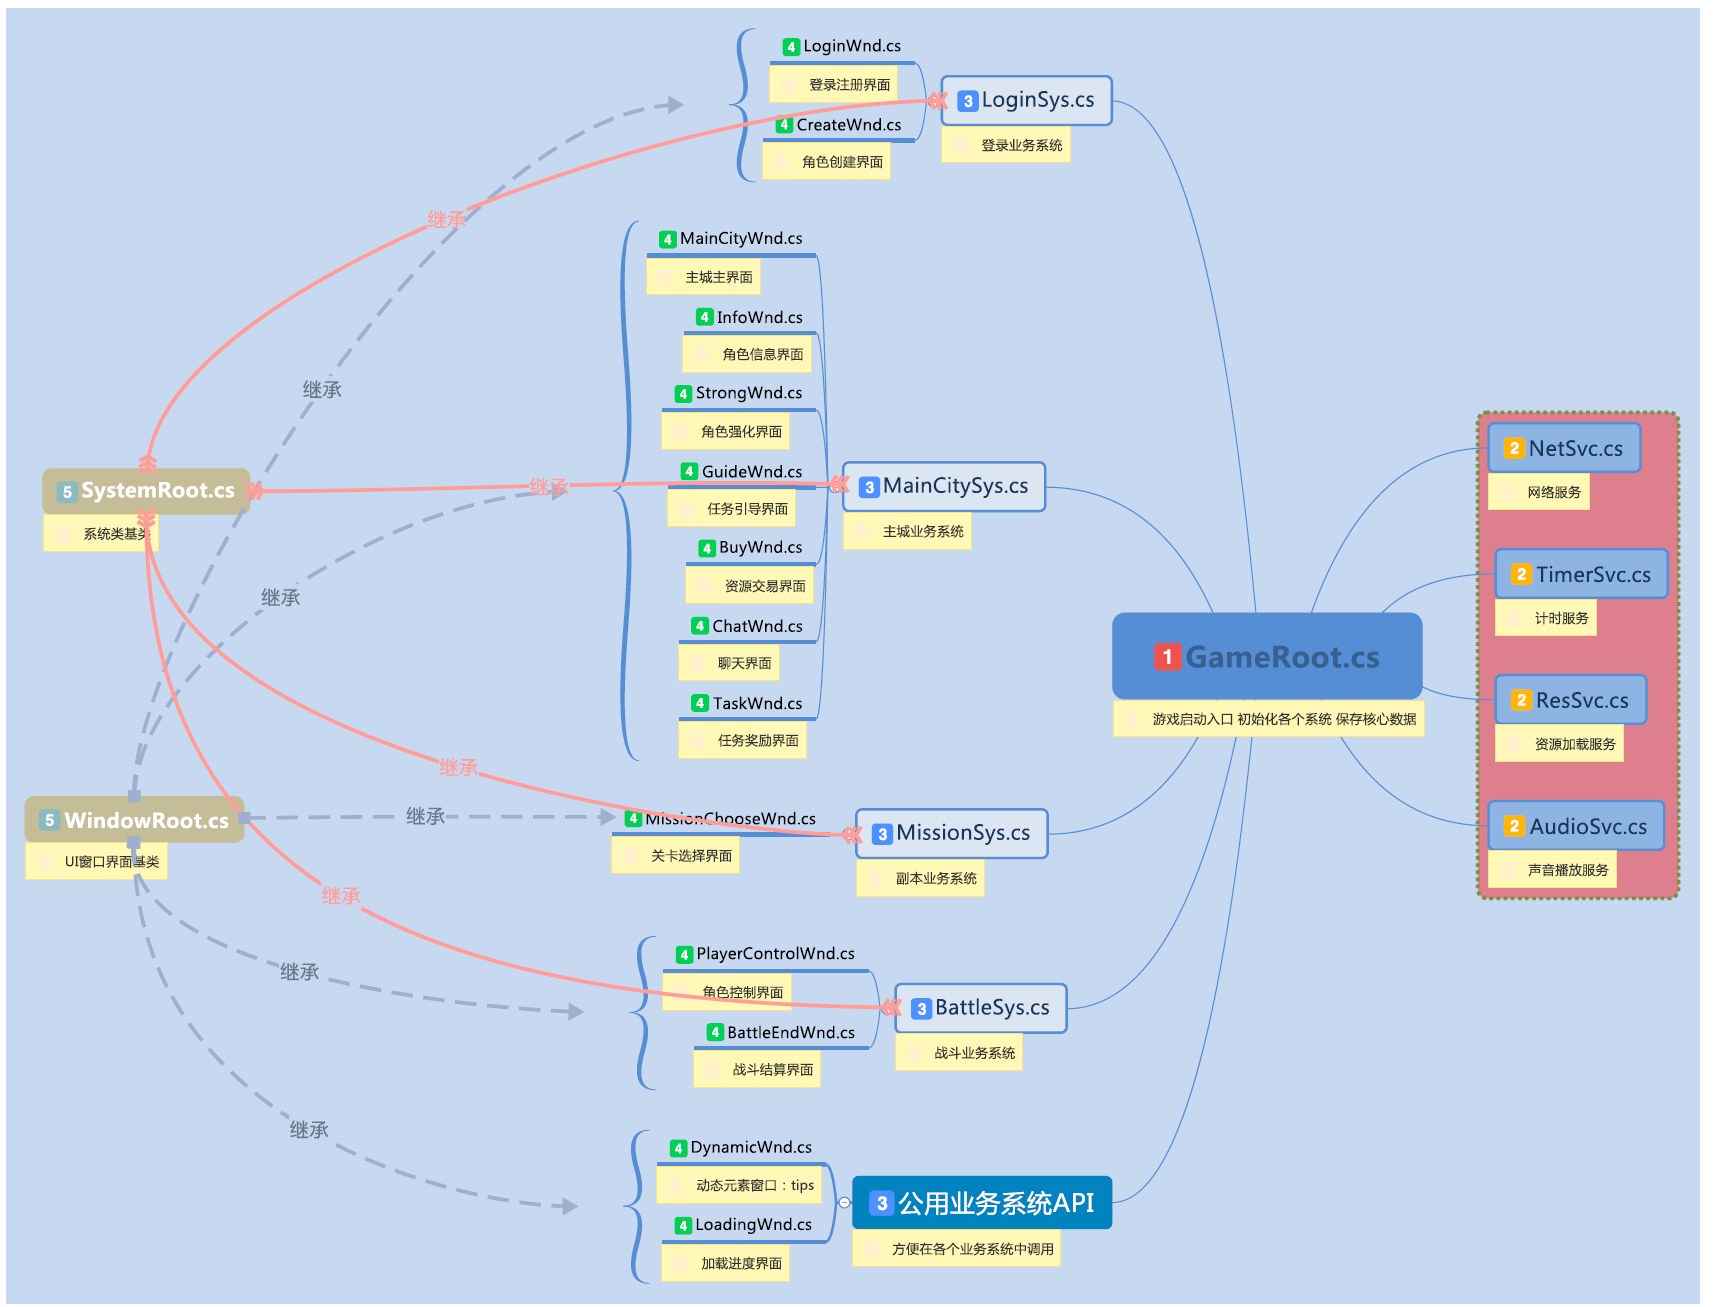 4 LoginWnd.cs
登录注册界面
4 CreateWnd.cs
角色创建界面
3 LoginSys.cs
登录业务系统
继承
4 MainCityWnd.cs
主城主界面
4 InfoWnd.cs
角色信息界面
4 StrongWnd.cs
角色强化界面
4 GuideWnd.cs
任务引导界面
4 BuyWnd.cs
资源交易界面
4 ChatWnd.cs
聊天界面
4 TaskWnd.cs
任务奖励界面
3 MainCitySys.cs
主城业务系统
继承
继承
继承
5 SystemRoot.cs
系统类基类
2 NetSvc.cs
网络服务
2 TimerSvc.cs
计时服务
2 ResSvc.cs
资源加载服务
2 AudioSvc.cs
声音播放服务
1 GameRoot.cs
游戏启动入口 初始化各个系统 保存核心数据
继承
5 WindowRoot.cs
UI窗口界面基类
继承
4 MissionChooseWnd.cs
关卡选择界面
3 MissionSys.cs
副本业务系统
继承
继承
4 PlayerControlWnd.cs
角色控制界面
4 BattleEndWnd.cs
战斗结算界面
3 BattleSys.cs
战斗业务系统
继承
4 DynamicWnd.cs
动态元素窗口：tips
4 LoadingWnd.cs
加载进度界面
3 公用业务系统API
方便在各个业务系统中调用